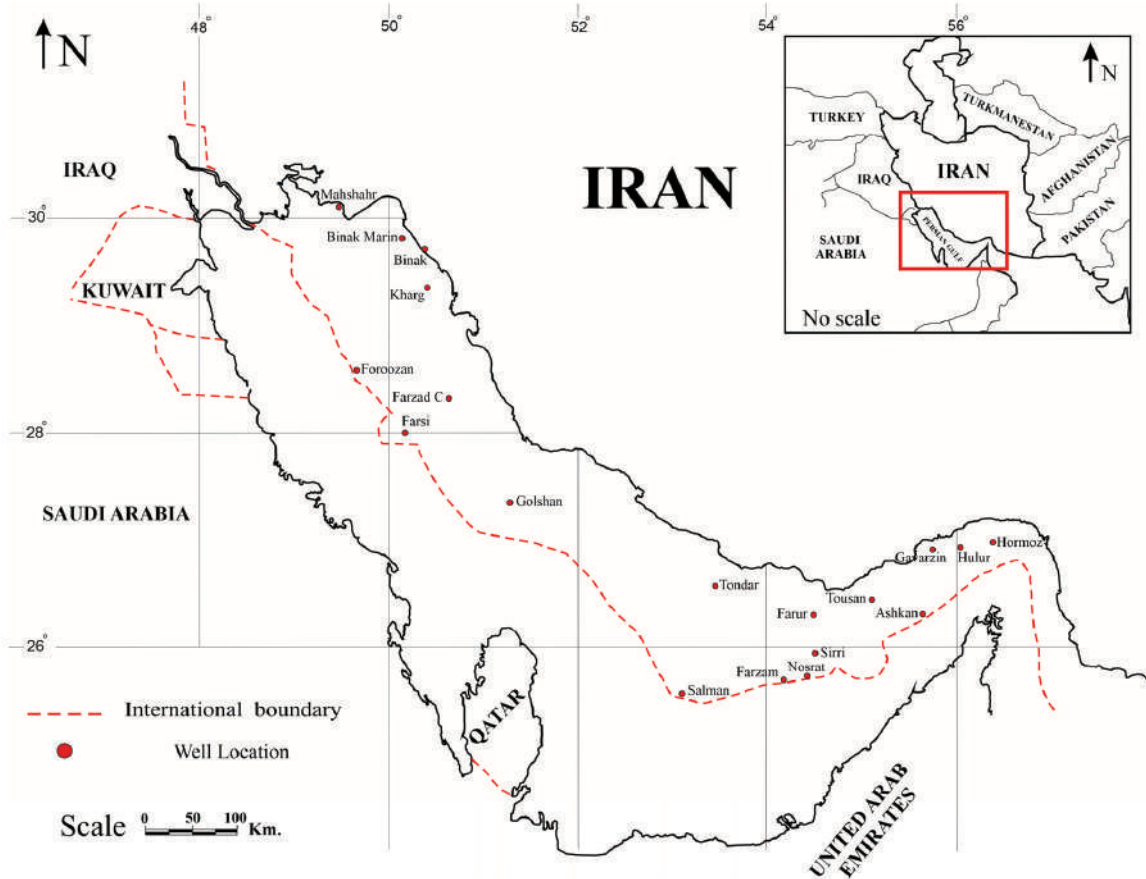 N
48°
50°
52
54°
56°
30°
28°
26°
IRAQ
KUWAIT
SAUDI ARABIA
IRAN
QATAR
UNITED ARAB
EMIRATES
Mahshahr
Binak Marin
Binak
Kharg
Foroozan
Farzad C
Farsi
Golshan
Tondar
Farur
Tousan
Ashkan
Gavarzin
Hulur
Hormoz
Sirri
Nosrat
Farzam
Salman
N
TURKEY
TURKMENESTAN
IRAQ
IRAN
AFGHANISTAN
PAKISTAN
SAUDI
ARABIA
PERSIAN GULF
No scale
International boundary
Well Location
Scale 0 50 100 Km.